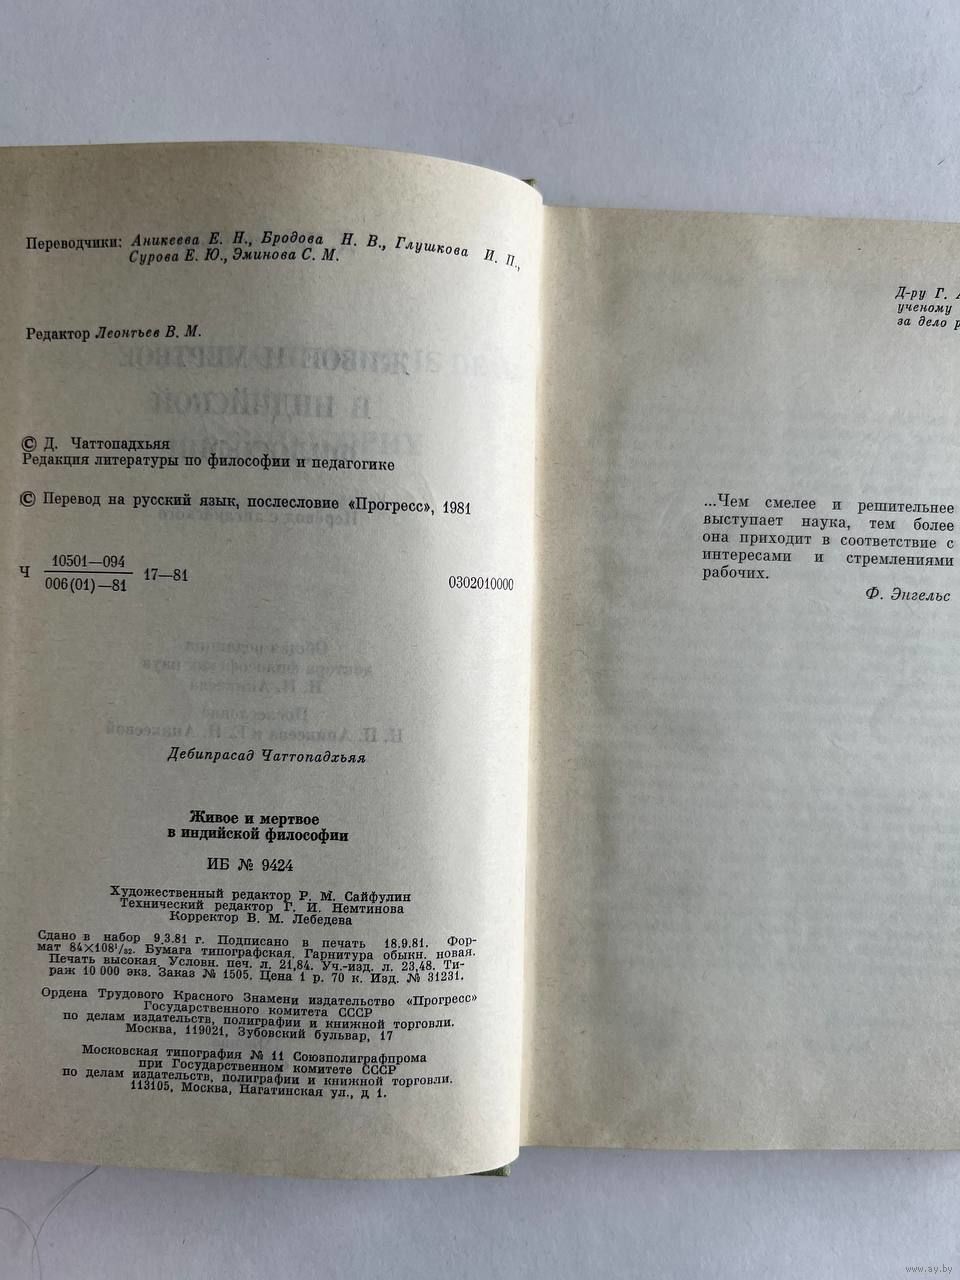 Переводчики: Аникеева Е. Н., Бродова Н. В., Глушкова И. П.,
Сурова Е. Ю., Эминова С. М.
Редактор Леонтьев В. М.
© Д. Чаттопадхьяя
Редакция литературы по философии и педагогике
© Перевод на русский язык, послесловие «Прогресс», 1981
Ч 10501—094
006(01)—81 17—81 0302010000
Дебипрасад Чаттопадхьяя
Живое и мертвое
в индийской философии
ИБ № 9424
Художественный редактор Р. М. Сайфулин
Технический редактор Г. И. Немтинова
Корректор В. М. Лебедева
Сдано в набор 9.3.81 г. Подписано в печать 18.9.81. Фор-
мат 84×108¹/₃₂. Бумага типографская. Гарнитура обыкн. новая.
Печать высокая. Условн. печ. л. 21,84. Уч.-изд. л. 23,48. Ти-
раж 10 000 экз. Заказ № 1505. Цена 1 р. 70 к. Изд. № 31231.
Ордена Трудового Красного Знамени издательство «Прогресс»
Государственного комитета СССР
по делам издательств, полиграфии и книжной торговли.
Москва, 119021, Зубовский бульвар, 17
Московская типография № 11 Союзполиграфпрома
при Государственном комитете СССР
по делам издательств, полиграфии и книжной торговли.
113105, Москва, Нагатинская ул., д 1.
Д-ру Г. А
ученому
за дело р
...Чем смелее и решительнее
выступает наука, тем более
она приходит в соответствие с
интересами и стремлениями
рабочих.
Ф. Энгельс
www.ay.by